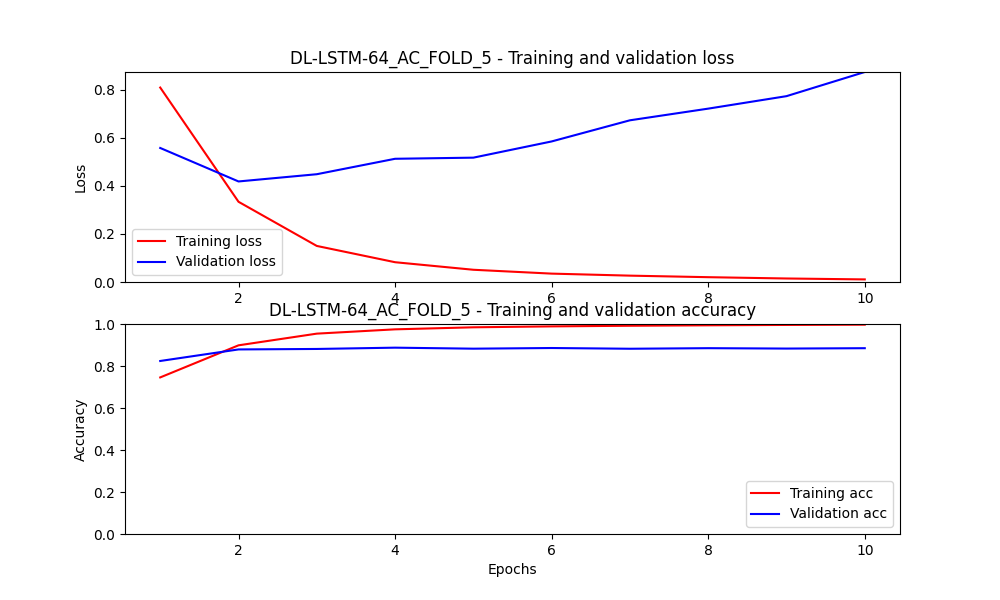 DL-LSTM-64_AC_FOLD_5 - Training and validation loss
0.8
0.6
0.4
0.2
0.0
Loss
Training loss
Validation loss
2 4 6 8 10
DL-LSTM-64_AC_FOLD_5 - Training and validation accuracy
1.0
0.8
0.6
0.4
0.2
0.0
Accuracy
Training acc
Validation acc
2 4 6 8 10
Epochs